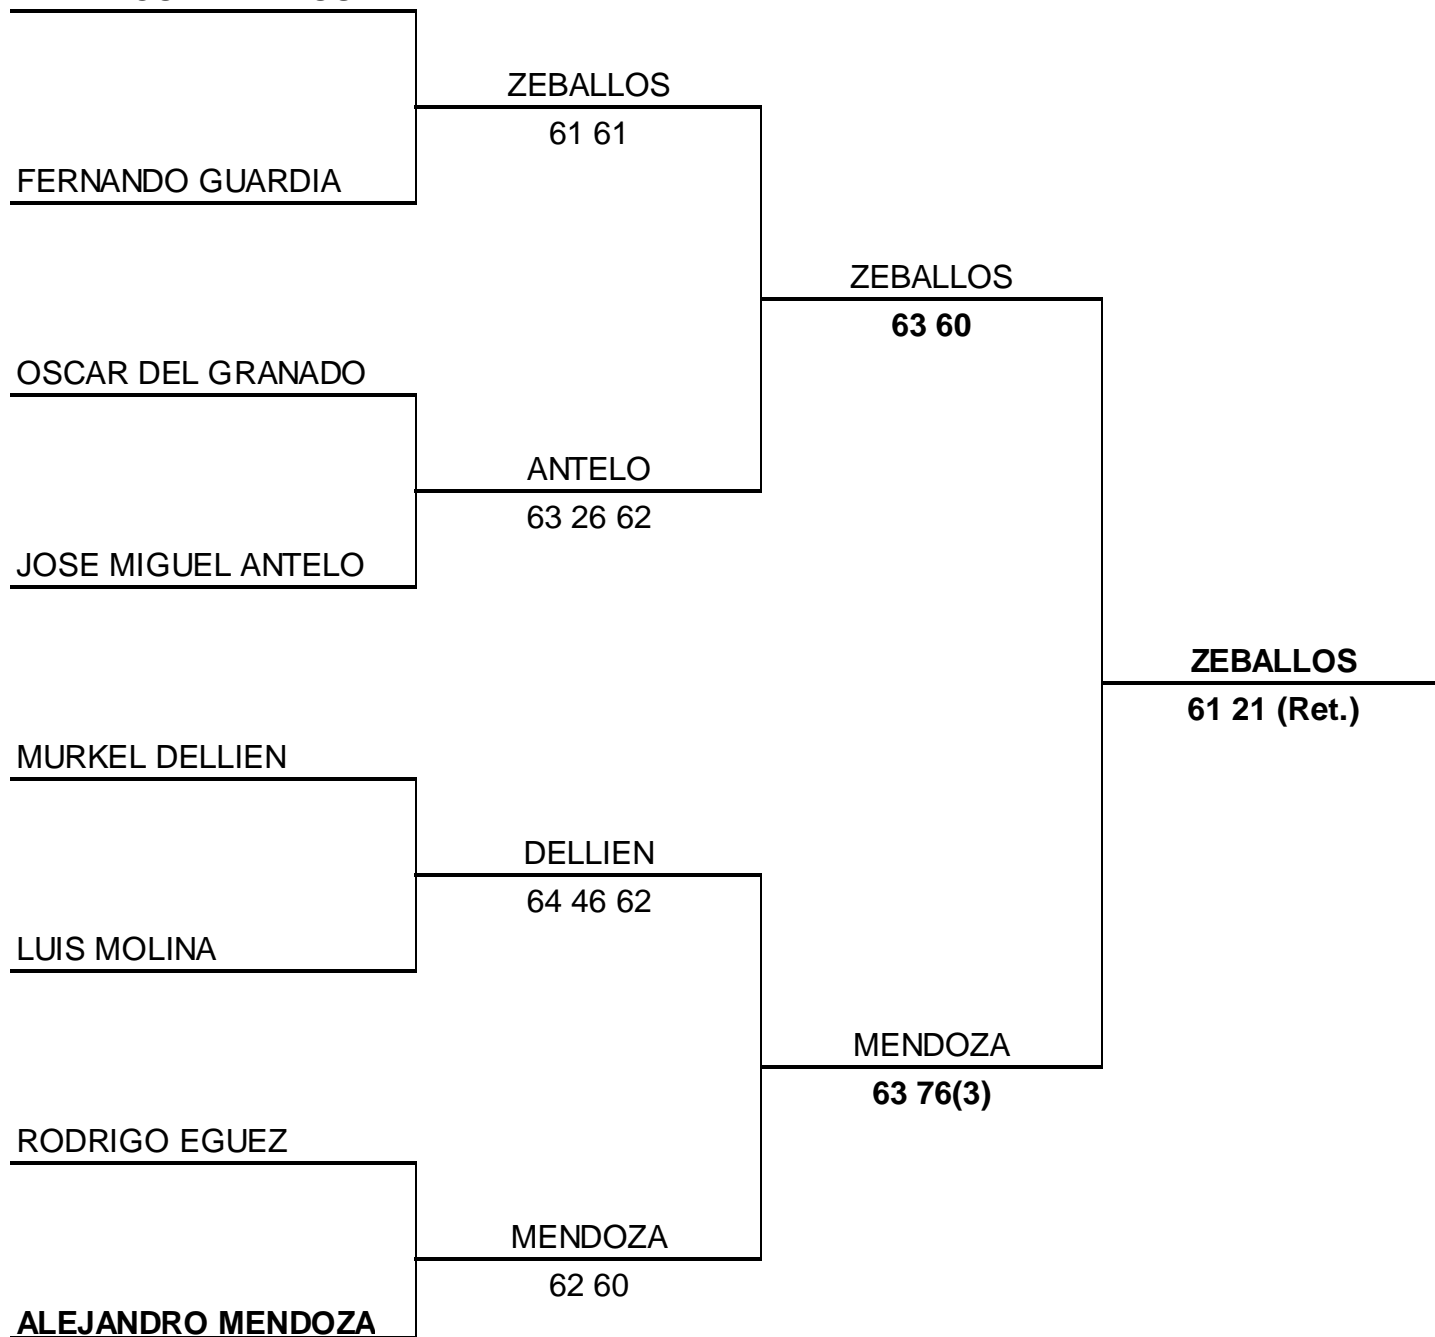 ZEBALLOS
61 61
FERNANDO GUARDIA
ZEBALLOS
63 60
OSCAR DEL GRANADO
ANTELO
63 26 62
JOSE MIGUEL ANTELO
ZEBALLOS
61 21 (Ret.)
MURKEL DELLIEN
DELLIEN
64 46 62
LUIS MOLINA
MENDOZA
63 76(3)
RODRIGO EGUEZ
MENDOZA
62 60
ALEJANDRO MENDOZA